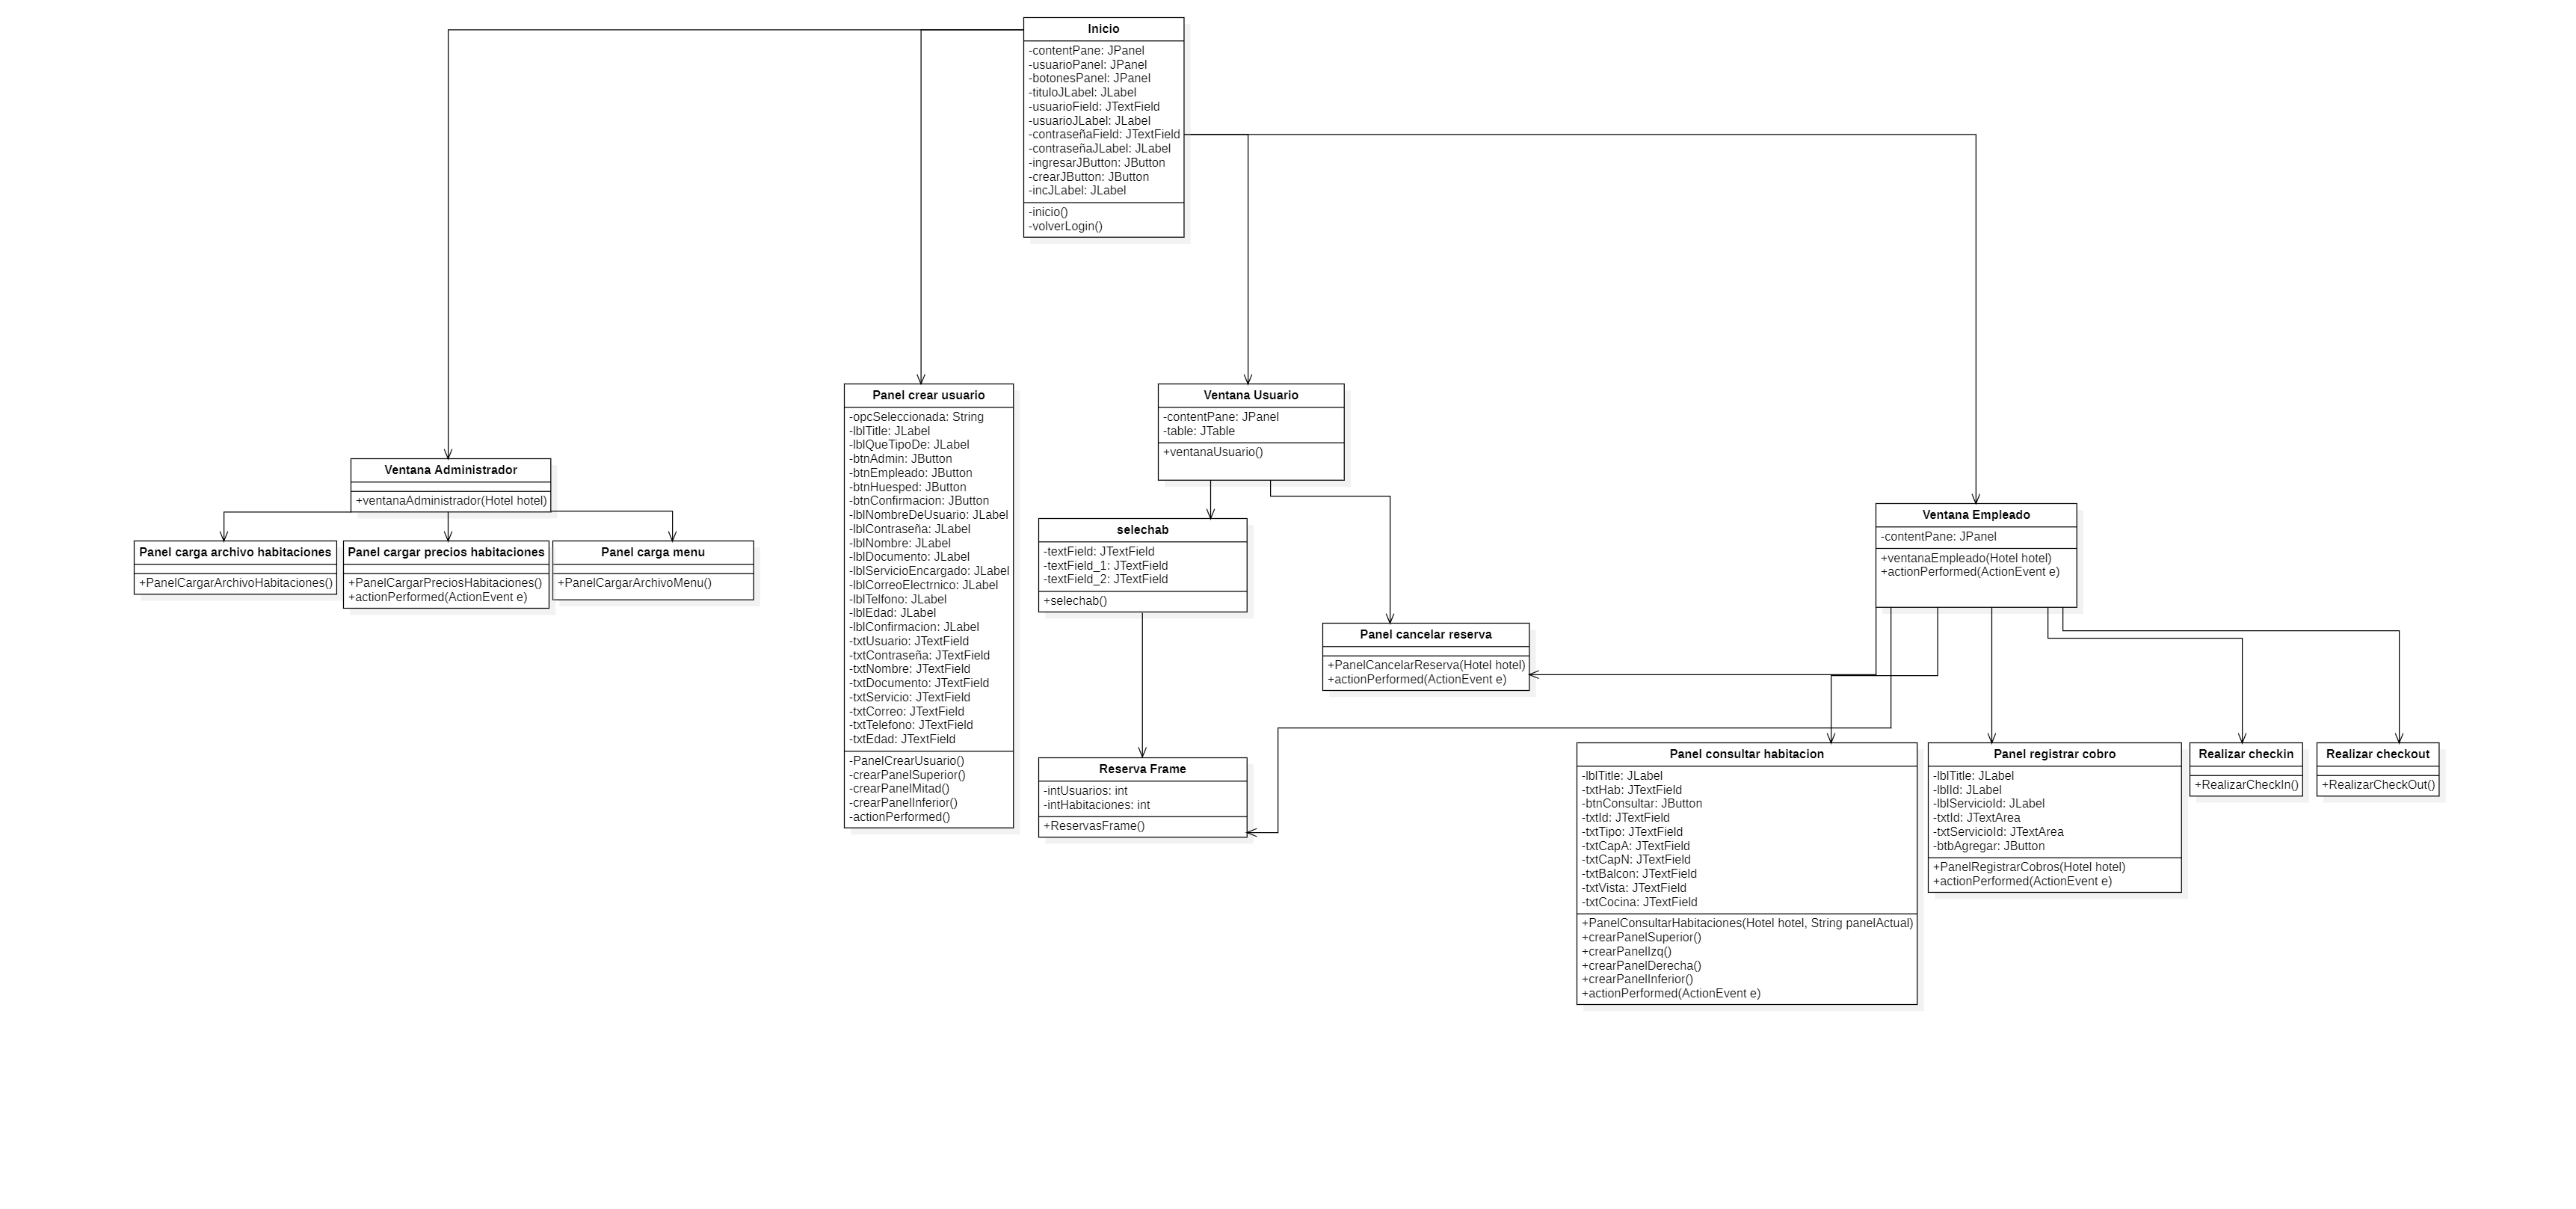 Inicio
-contentPane: JPanel
-usuarioPanel: JPanel
-botonesPanel: JPanel
-tituloJLabel: JLabel
-usuarioField: JTextField
-usuarioJLabel: JLabel
-contraseñaField: JTextField
-contraseñaJLabel: JLabel
-ingresarJButton: JButton
-crearJButton: JButton
-incJLabel: JLabel
-inicio()
-volverLogin()
Ventana Administrador
+ventanaAdministrador(Hotel hotel)
Panel carga archivo habitaciones
+PanelCargarArchivoHabitaciones()
Panel cargar precios habitaciones
+PanelCargarPreciosHabitaciones()
+actionPerformed(ActionEvent e)
Panel carga menu
+PanelCargarArchivoMenu()
Panel crear usuario
-opcSeleccionada: String
-lblTitle: JLabel
-lblQueTipoDe: JLabel
-btnAdmin: JButton
-btnEmpleado: JButton
-btnHuesped: JButton
-btnConfirmacion: JButton
-lblNombreDeUsuario: JLabel
-lblContraseña: JLabel
-lblNombre: JLabel
-lblDocumento: JLabel
-lblServicioEncargado: JLabel
-lblCorreoElectrnico: JLabel
-lblTelfono: JLabel
-lblEdad: JLabel
-lblConfirmacion: JLabel
-txtUsuario: JTextField
-txtContraseña: JTextField
-txtNombre: JTextField
-txtDocumento: JTextField
-txtServicio: JTextField
-txtCorreo: JTextField
-txtTelefono: JTextField
-txtEdad: JTextField
-PanelCrearUsuario()
-crearPanelSuperior()
-crearPanelMitad()
-crearPanelInferior()
-actionPerformed()
Ventana Usuario
-contentPane: JPanel
-table: JTable
+ventanaUsuario()
selechab
-textField: JTextField
-textField_1: JTextField
-textField_2: JTextField
+selechab()
Panel cancelar reserva
+PanelCancelarReserva(Hotel hotel)
+actionPerformed(ActionEvent e)
Reserva Frame
-intUsuarios: int
-intHabitaciones: int
+ReservasFrame()
Ventana Empleado
-contentPane: JPanel
+ventanaEmpleado(Hotel hotel)
+actionPerformed(ActionEvent e)
Panel consultar habitacion
-lblTitle: JLabel
-txtHab: JTextField
-btnConsultar: JButton
-txtId: JTextField
-txtTipo: JTextField
-txtCapA: JTextField
-txtCapN: JTextField
-txtBalcon: JTextField
-txtVista: JTextField
-txtCocina: JTextField
+PanelConsultarHabitaciones(Hotel hotel, String panelActual)
+crearPanelSuperior()
+crearPanelIzq()
+crearPanelDerecha()
+crearPanelInferior()
+actionPerformed(ActionEvent e)
Panel registrar cobro
-lblTitle: JLabel
-lblId: JLabel
-lblServicioId: JLabel
-txtId: JTextArea
-txtServicioId: JTextArea
-btbAgregar: JButton
+PanelRegistrarCobros(Hotel hotel)
+actionPerformed(ActionEvent e)
Realizar checkin
+RealizarCheckIn()
Realizar checkout
+RealizarCheckOut()